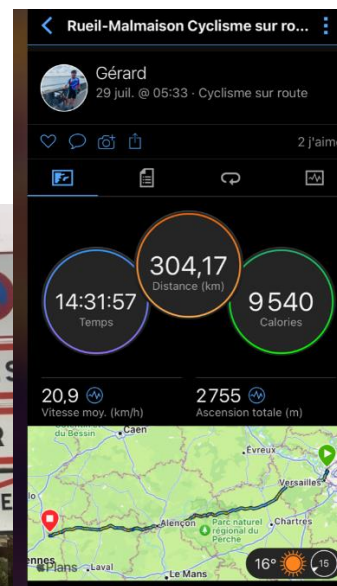 Rueil-Malmaison Cyclisme sur ro...
Gérard
29 juil. @ 05:33 · Cyclisme sur route
2 j'aime
304,17
Distance (km)
14:31:57
Temps
9 540
Calories
20,9
Vitesse moy. (km/h)
2755
Ascension totale (m)
du Bessin
Caen
Evreux
Versailles
Alençon
Parc naturel
régional du
Perche
Chartres
Laval
Le Mans
Plans
16°
15